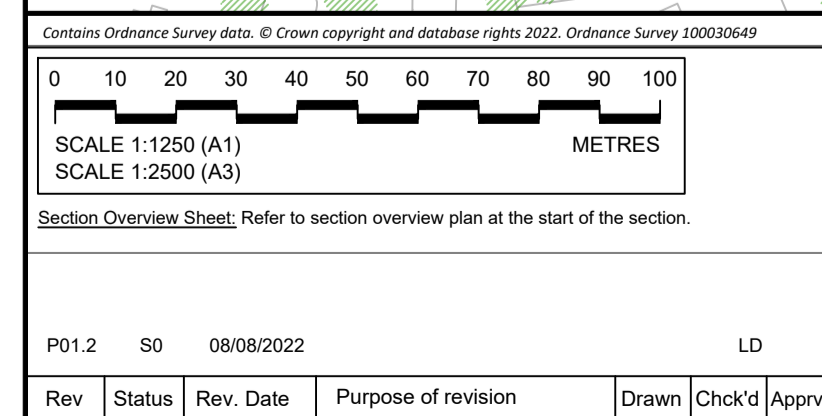 Contains Ordnance Survey data. © Crown copyright and database rights 2022. Ordnance Survey 100030649
0 10 20 30 40 50 60 70 80 90 100
SCALE 1:1250 (A1) METRES
SCALE 1:2500 (A3)
Section Overview Sheet: Refer to section overview plan at the start of the section.
P01.2 S0 08/08/2022 LD
Rev Status Rev. Date Purpose of revision Drawn Chck'd Apprv